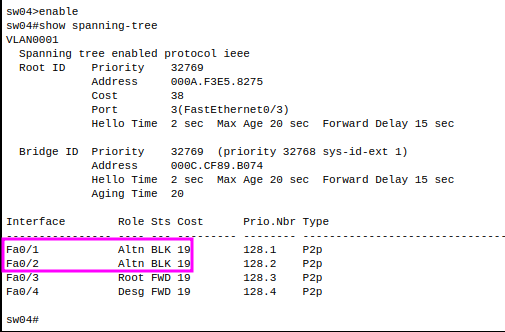 sw04>enable
sw04#show spanning-tree
VLAN0001
  Spanning tree enabled protocol ieee
  Root ID    Priority    32769
             Address     000A.F3E5.8275
             Cost        38
             Port        3(FastEthernet0/3)
             Hello Time  2 sec  Max Age 20 sec  Forward Delay 15 sec

  Bridge ID  Priority    32769  (priority 32768 sys-id-ext 1)
             Address     000C.CF89.B074
             Hello Time  2 sec  Max Age 20 sec  Forward Delay 15 sec
             Aging Time  20

Interface        Role Sts Cost      Prio.Nbr Type
---------------- ---- --- --------- -------- --------------------------------
Fa0/1            Altn BLK 19        128.1    P2p
Fa0/2            Altn BLK 19        128.2    P2p
Fa0/3            Root FWD 19        128.3    P2p
Fa0/4            Desg FWD 19        128.4    P2p

sw04#